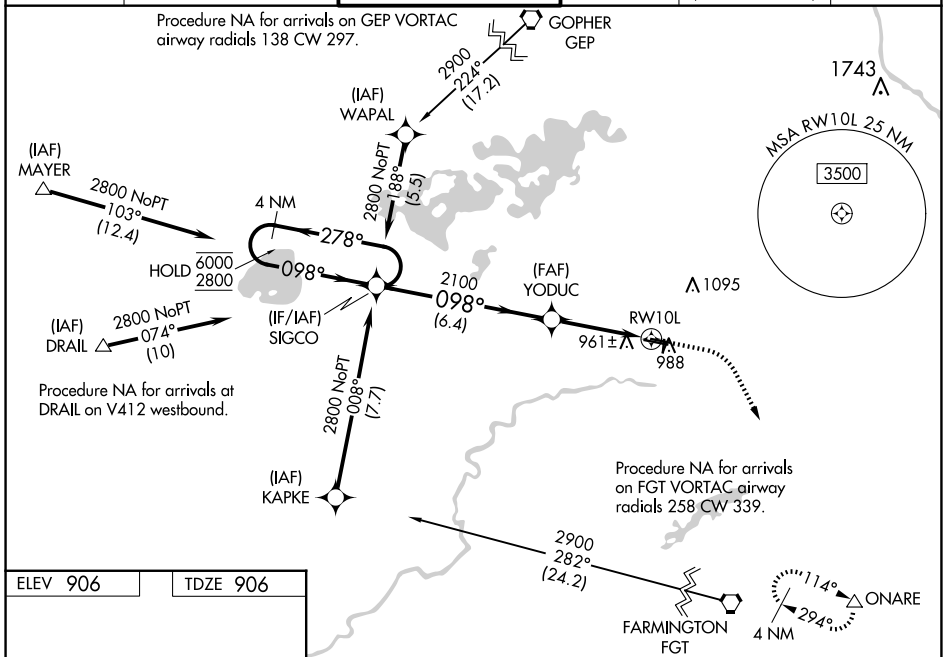 Procedure NA for arrivals on GEP VORTAC
airway radials 138 CW 297.
GOPHER
GEP
2900
224°
(17.2)
1743
(IAF)
WAPAL
MSA RW10L 25 NM
3500
(IAF)
MAYER
2800 NoPT
103°
(12.4)
2800 NoPT
188°
(5.5)
4 NM
278°
HOLD
6000
2800
098°
2100
098°
(6.4)
(FAF)
YODUC
1095
(IF/IAF)
SIGCO
RW10L
961±
988
(IAF)
DRAIL
2800 NoPT
074°
(10)
Procedure NA for arrivals at
DRAIL on V412 westbound.
2800 NoPT
008°
(7.7)
(IAF)
KAPKE
Procedure NA for arrivals
on FGT VORTAC airway
radials 258 CW 339.
2900
282°
(24.2)
FARMINGTON
FGT
114°
294°
4 NM
ONARE
ELEV 906
TDZE 906